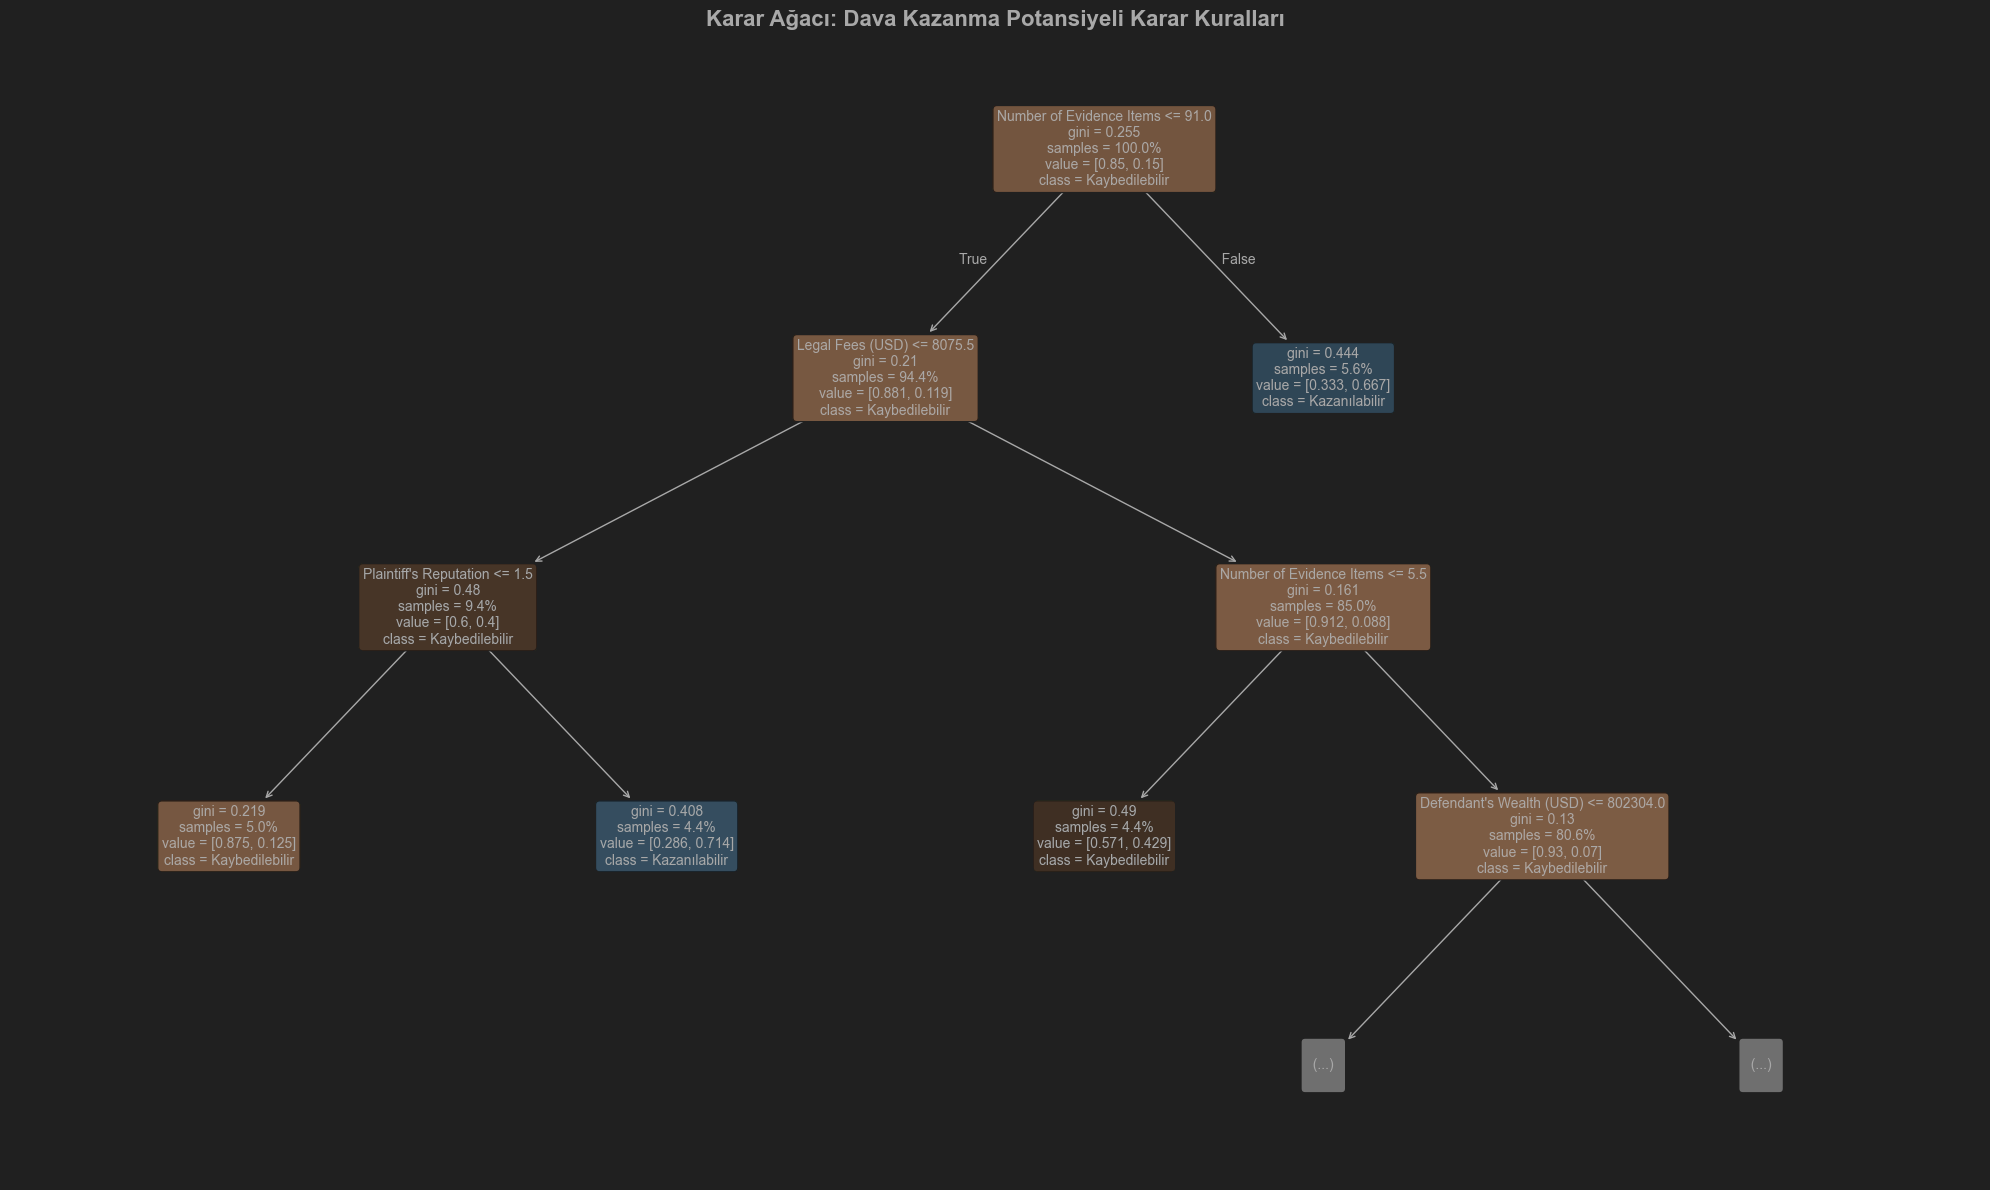 Karar Ağacı: Dava Kazanma Potansiyeli Karar Kuralları
Number of Evidence Items <= 91.0
gini = 0.255
samples = 100.0%
value = [0.85, 0.15]
class = Kaybedilebilir
True
False
Legal Fees (USD) <= 8075.5
gini = 0.21
samples = 94.4%
value = [0.881, 0.119]
class = Kaybedilebilir
gini = 0.444
samples = 5.6%
value = [0.333, 0.667]
class = Kazanılabilir
Plaintiff's Reputation <= 1.5
gini = 0.48
samples = 9.4%
value = [0.6, 0.4]
class = Kaybedilebilir
Number of Evidence Items <= 5.5
gini = 0.161
samples = 85.0%
value = [0.912, 0.088]
class = Kaybedilebilir
gini = 0.219
samples = 5.0%
value = [0.875, 0.125]
class = Kaybedilebilir
gini = 0.408
samples = 4.4%
value = [0.286, 0.714]
class = Kazanılabilir
gini = 0.49
samples = 4.4%
value = [0.571, 0.429]
class = Kaybedilebilir
Defendant's Wealth (USD) <= 802304.0
gini = 0.13
samples = 80.6%
value = [0.93, 0.07]
class = Kaybedilebilir
(...)
(...)